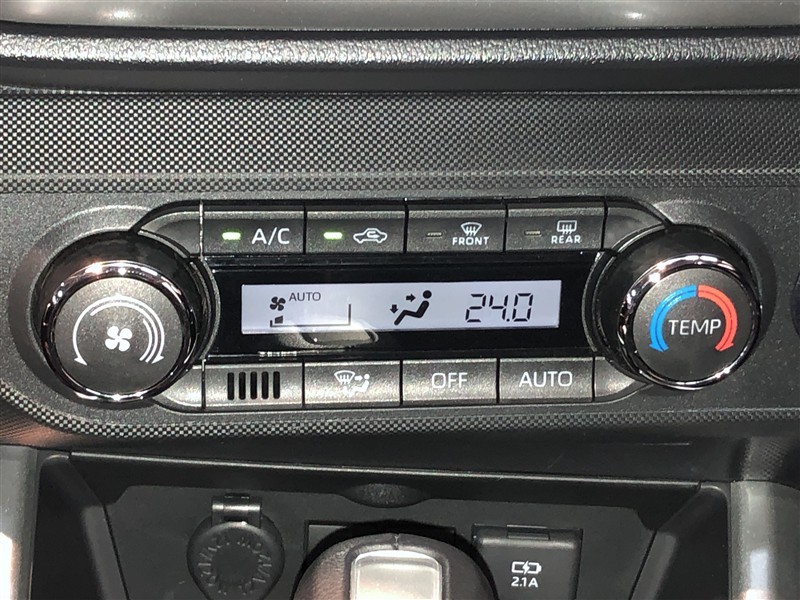 A/C
FRONT
REAR
AUTO
24.0
TEMP
OFF
AUTO
2.1A